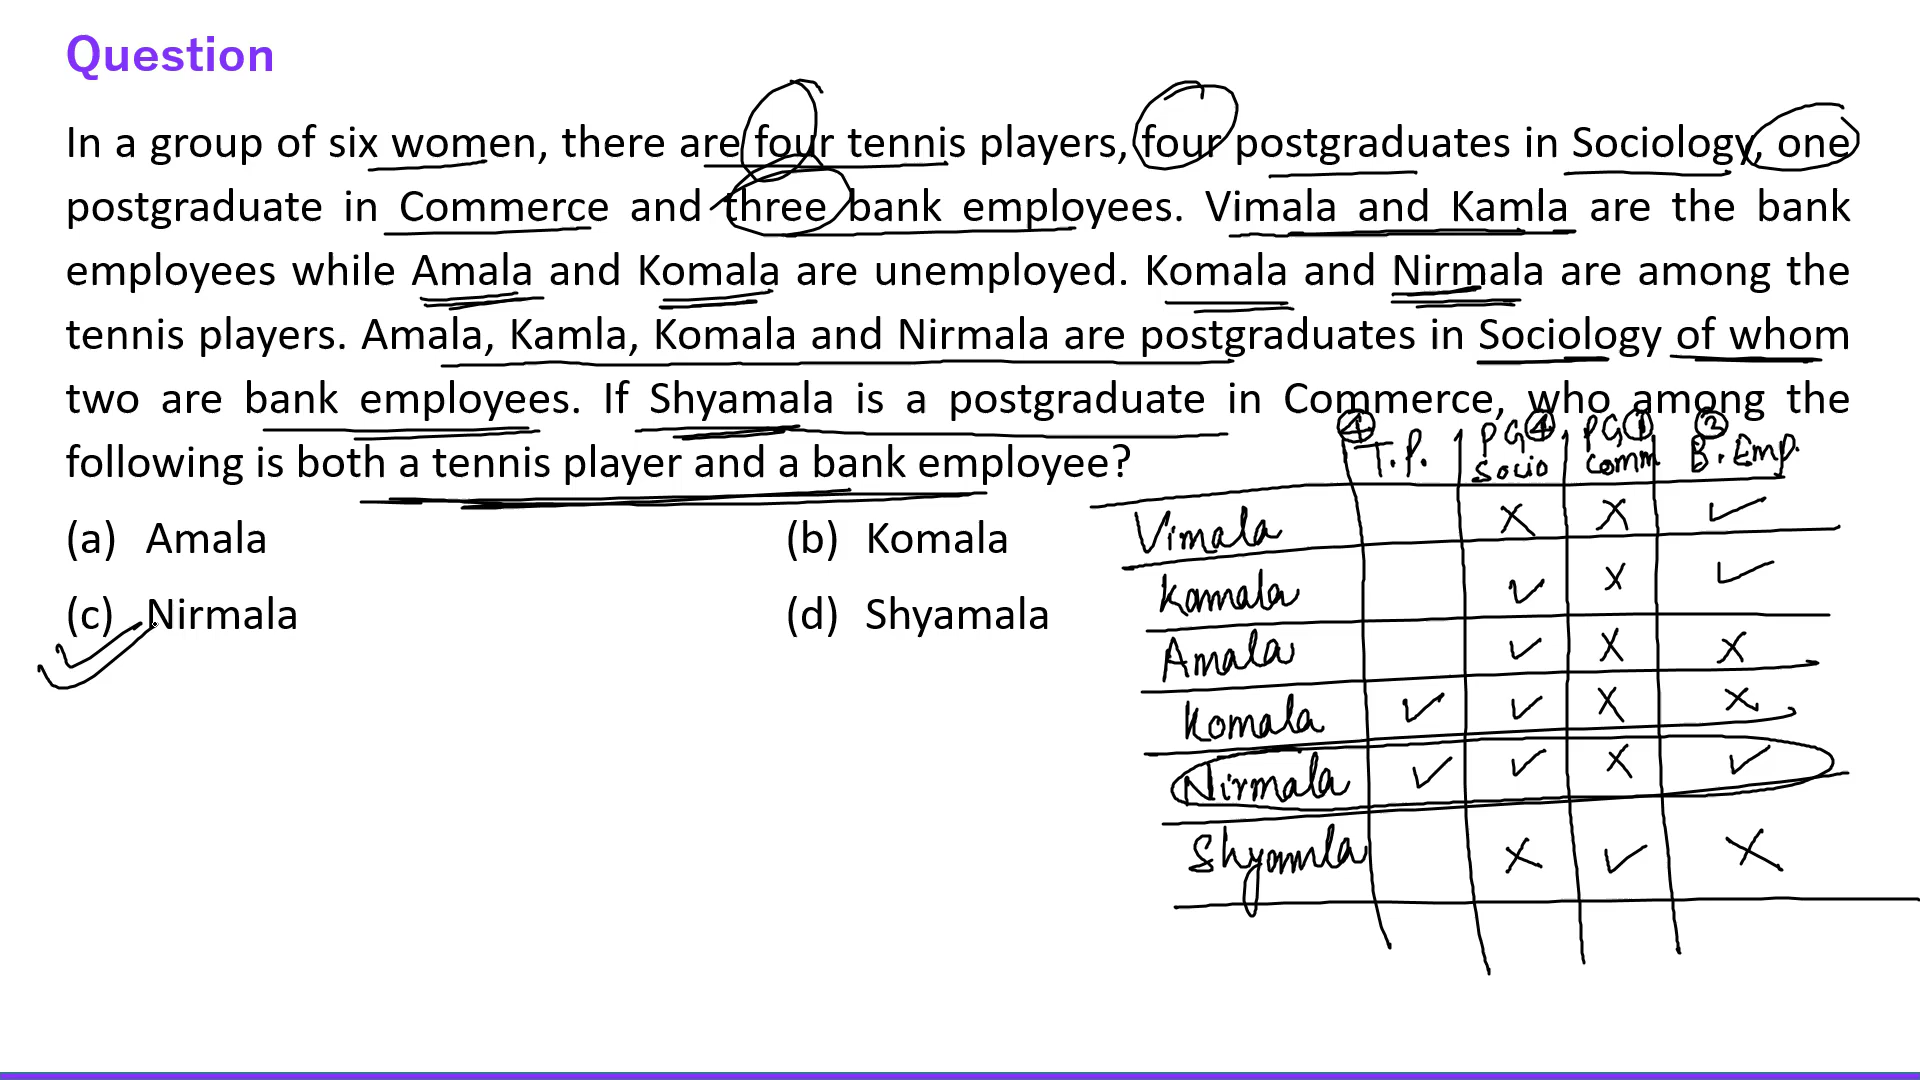 Question
In a group of six women, there are four tennis players, four postgraduates in Sociology, one
postgraduate in Commerce and three bank employees. Vimala and Kamla are the bank
employees while Amala and Komala are unemployed. Komala and Nirmala are among the
tennis players. Amala, Kamla, Komala and Nirmala are postgraduates in Sociology of whom
two are bank employees. If Shyamala is a postgraduate in Commerce, who among the
following is both a tennis player and a bank employee?
(a) Amala (b) Komala
(c) Nirmala (d) Shyamala
④ PG④ PG① ③
T.P. Socio Comm B. Emp.
Vimala X X ✓
Kamala ✓ X ✓
Amala ✓ X X
Komala ✓ ✓ X X
Nirmala ✓ ✓ X ✓
Shyamla X ✓ X